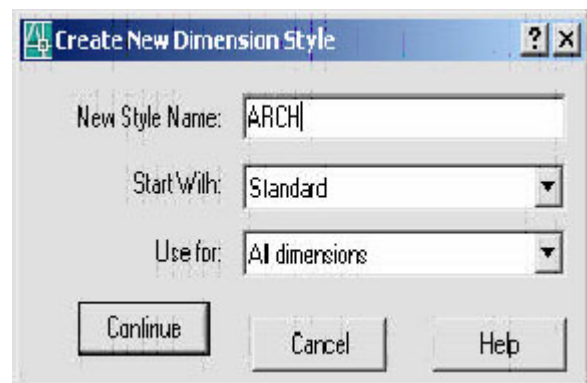 Create New Dimension Style ? ×
New Style Name: ARCH
Start With: Standard
Use for: All dimensions
Continue Cancel Help